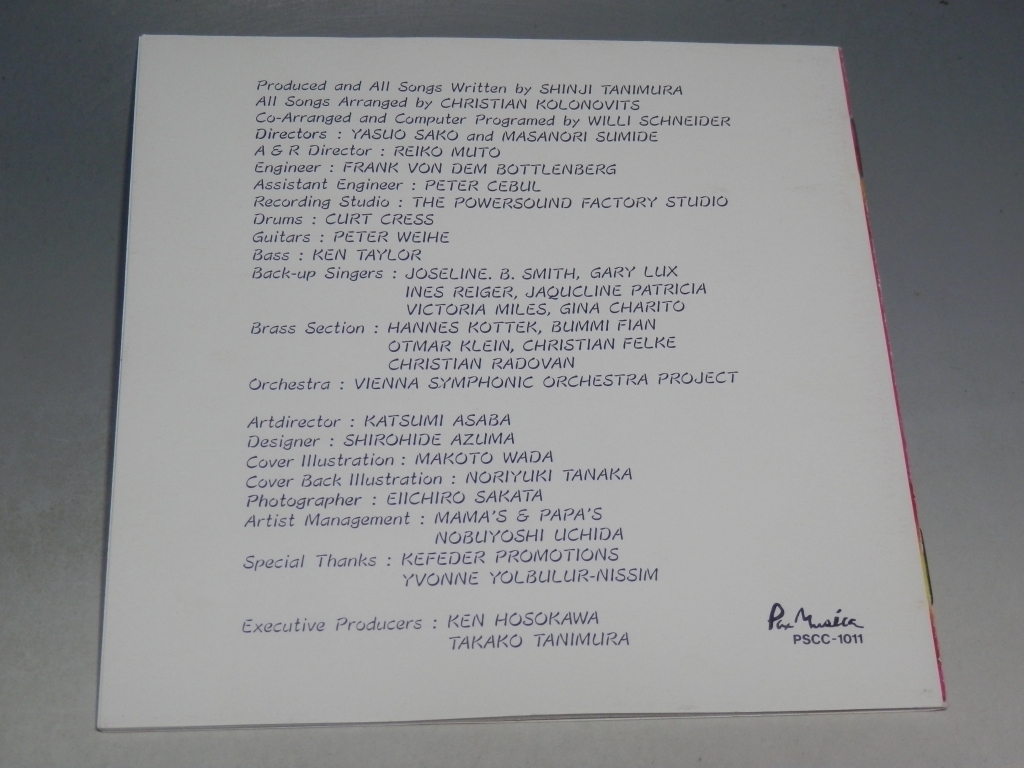 Produced and All Songs Written by SHINJI TANIMURA
All Songs Arranged by CHRISTIAN KOLONOVITS
Co-Arranged and Computer Programed by WILLI SCHNEIDER
Directors : YASUO SAKO and MASANORI SUMIDE
A & R Director : REIKO MUTO
Engineer : FRANK VON DEM BOTTLENBERG
Assistant Engineer : PETER CEBUL
Recording Studio : THE POWERSOUND FACTORY STUDIO
Drums : CURT CRESS
Guitars : PETER WEIHE
Bass : KEN TAYLOR
Back-up Singers : JOSELINE. B. SMITH, GARY LUX
INES REIGER, JAQUCLINE PATRICIA
VICTORIA MILES, GINA CHARITO
Brass Section : HANNES KOTTEK, BUMMI FIAN
OTMAR KLEIN, CHRISTIAN FELKE
CHRISTIAN RADOVAN
Orchestra : VIENNA SYMPHONIC ORCHESTRA PROJECT
Artdirector : KATSUMI ASABA
Designer : SHIROHIDE AZUMA
Cover Illustration : MAKOTO WADA
Cover Back Illustration : NORIYUKI TANAKA
Photographer : EIICHIRO SAKATA
Artist Management : MAMA'S & PAPA'S
NOBUYOSHI UCHIDA
Special Thanks : KEFEDER PROMOTIONS
YVONNE YOLBULUR-NISSIM
Executive Producers : KEN HOSOKAWA
TAKAKO TANIMURA
Pax Musica
PSCC-1011